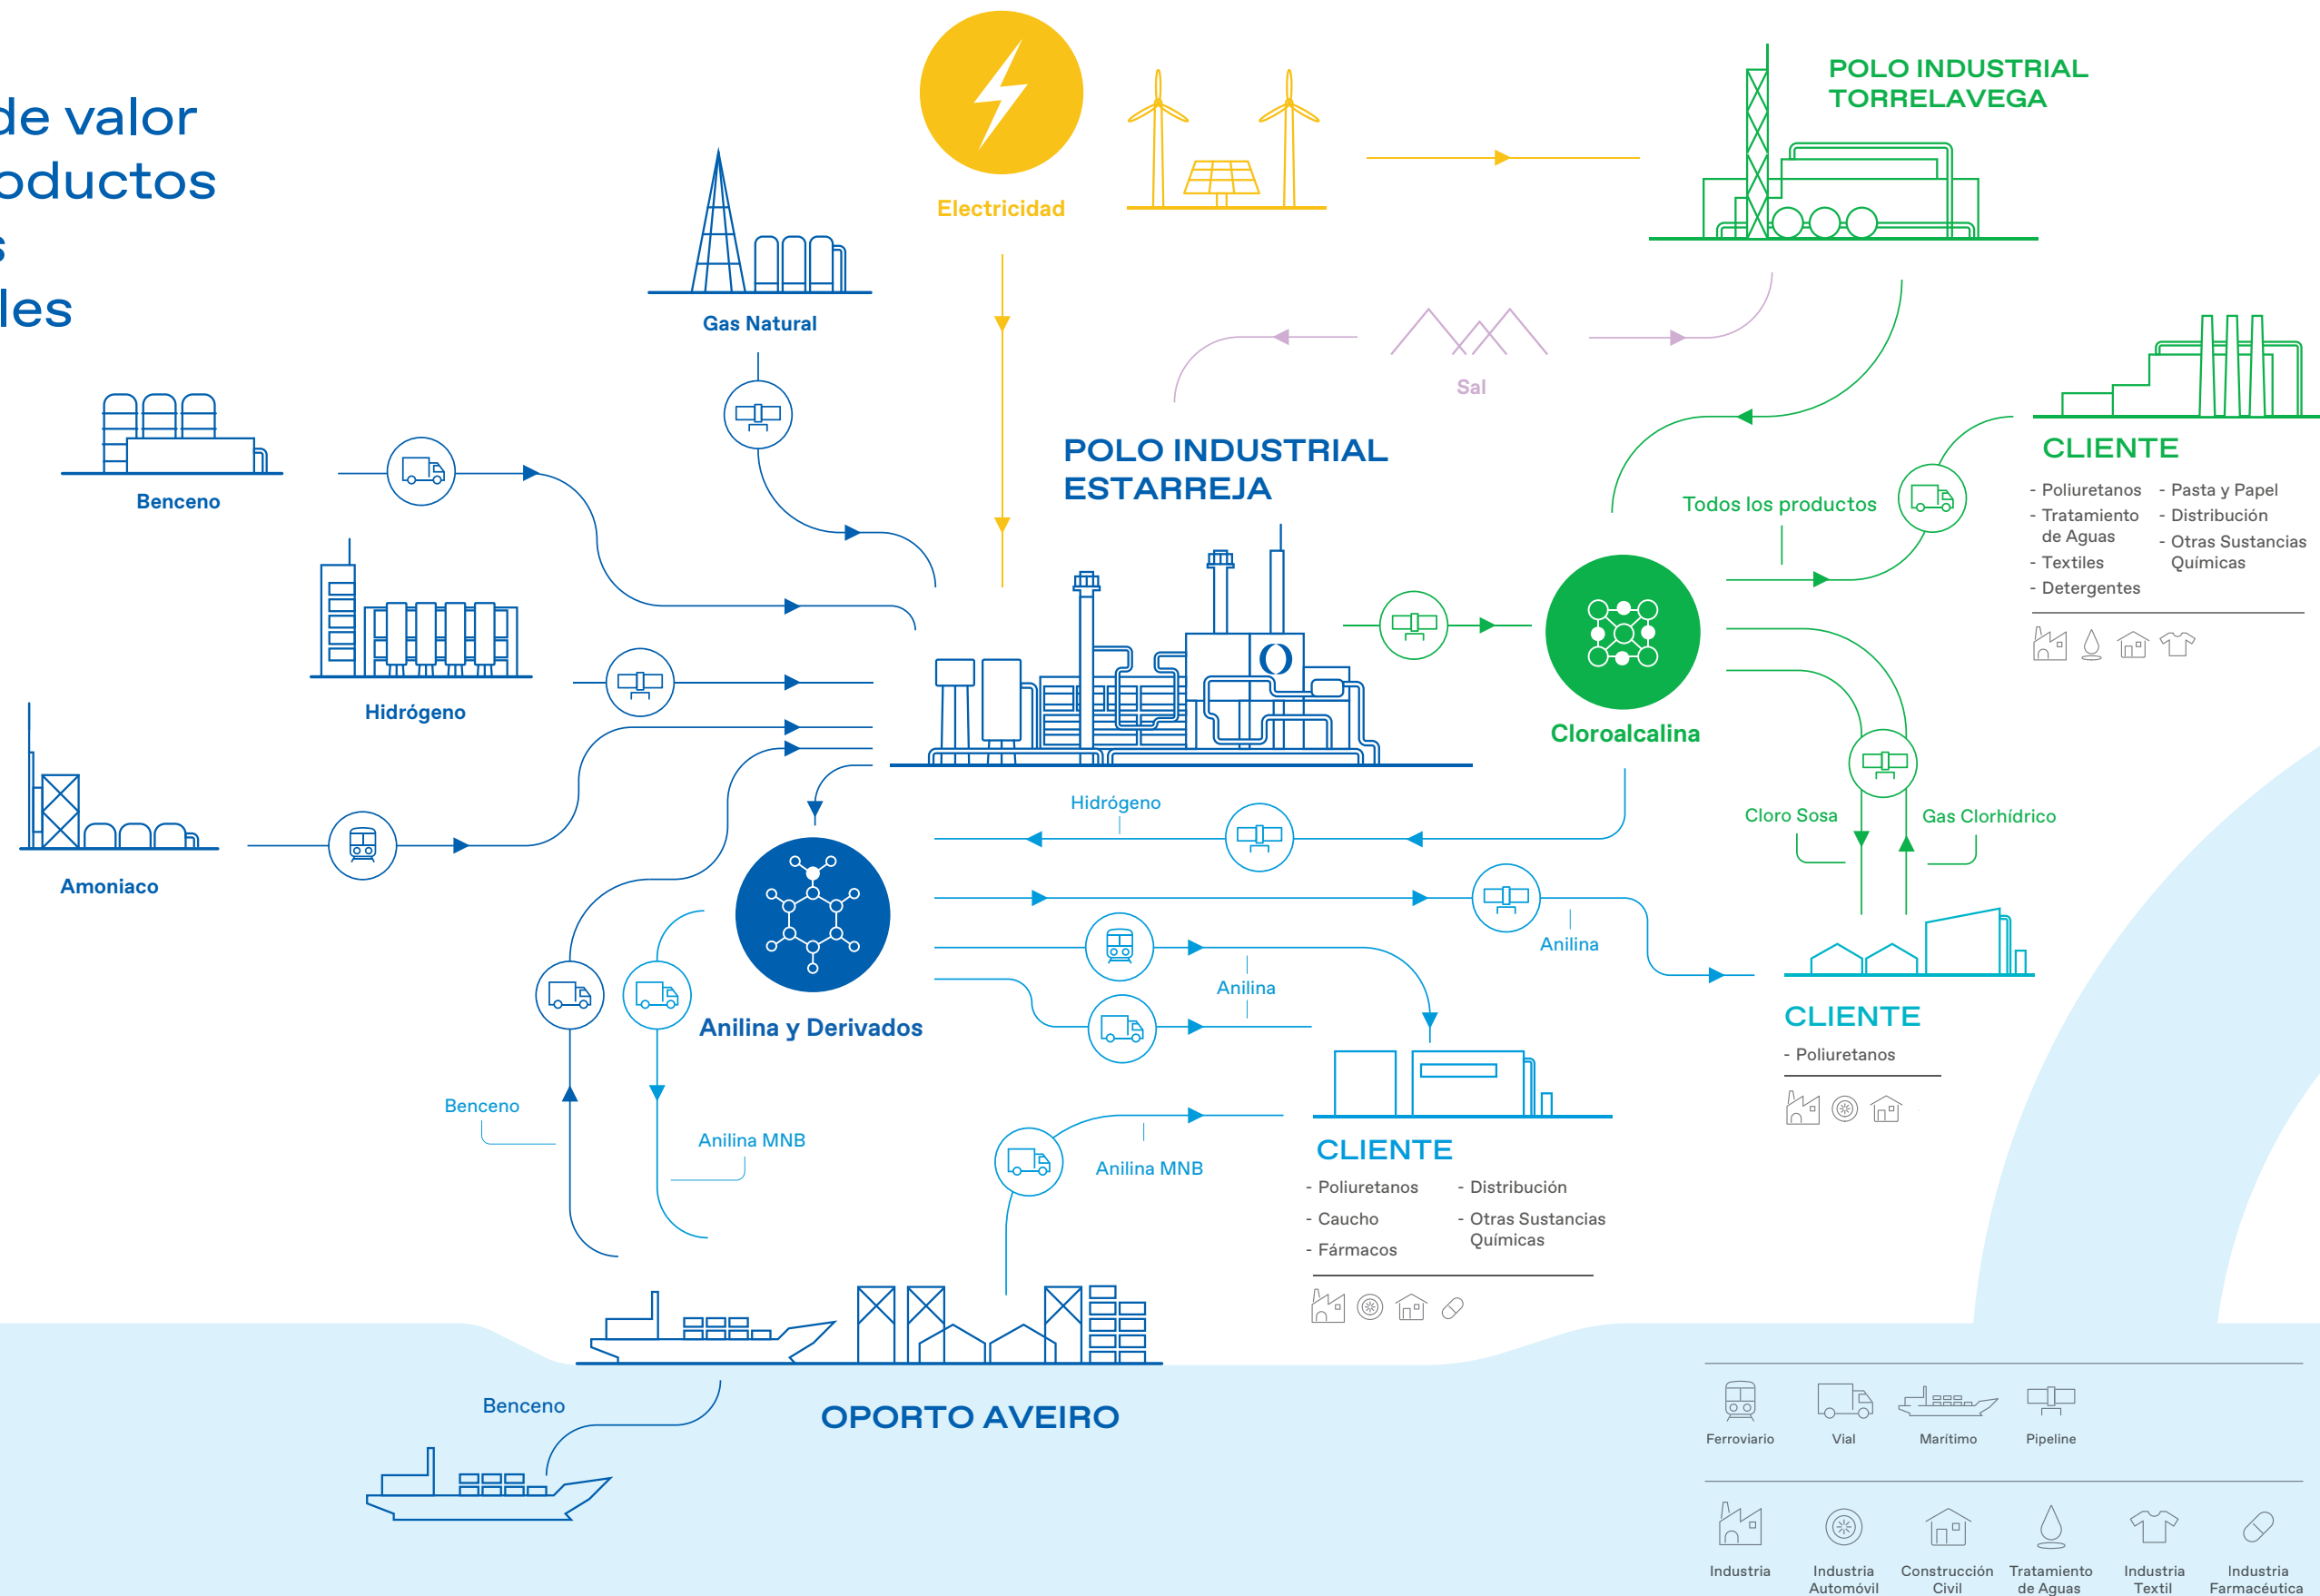 de valor
oductos
s
les
Electricidad
POLO INDUSTRIAL
TORRELAVEGA
Gas Natural
Sal
Benceno
POLO INDUSTRIAL
ESTARREJA
Todos los productos
CLIENTE
- Poliuretanos
- Tratamiento
de Aguas
- Textiles
- Detergentes
- Pasta y Papel
- Distribución
- Otras Sustancias
Químicas
Hidrógeno
Cloroalcalina
Amoniaco
Hidrógeno
Cloro Sosa
Gas Clorhídrico
Anilina
Anilina
Anilina y Derivados
CLIENTE
- Poliuretanos
Benceno
Anilina MNB
Anilina MNB
CLIENTE
- Poliuretanos
- Caucho
- Fármacos
- Distribución
- Otras Sustancias
Químicas
Benceno
OPORTO AVEIRO
Ferroviario
Vial
Marítimo
Pipeline
Industria
Industria
Automóvil
Construcción
Civil
Tratamiento
de Aguas
Industria
Textil
Industria
Farmacéutica